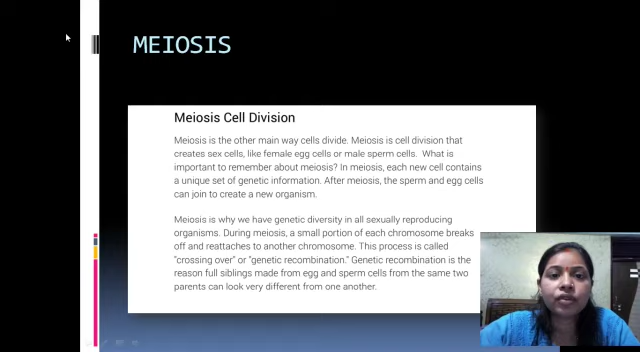 MEIOSIS
Meiosis Cell Division
Meiosis is the other main way cells divide. Meiosis is cell division that
creates sex cells, like female egg cells or male sperm cells. What is
important to remember about meiosis? In meiosis, each new cell contains
a unique set of genetic information. After meiosis, the sperm and egg cells
can join to create a new organism.
Meiosis is why we have genetic diversity in all sexually reproducing
organisms. During meiosis, a small portion of each chromosome breaks
off and reattaches to another chromosome. This process is called
"crossing over" or "genetic recombination." Genetic recombination is the
reason full siblings made from egg and sperm cells from the same two
parents can look very different from one another.